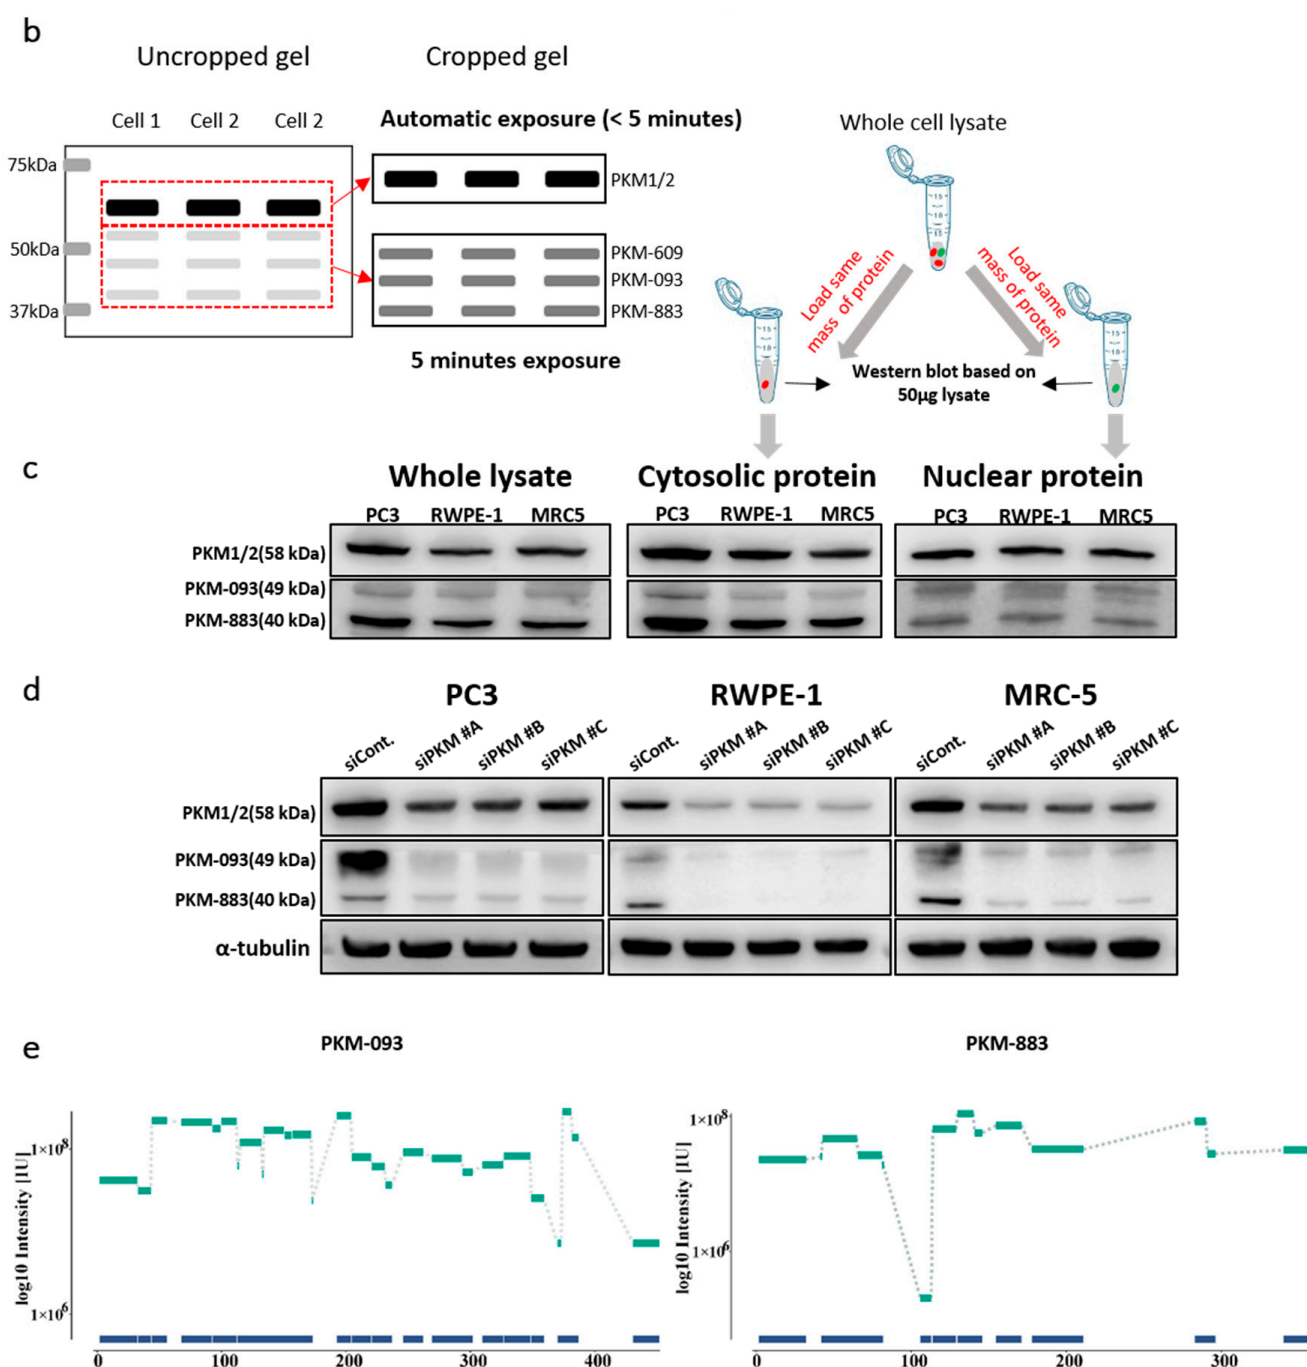 b
Uncropped gel
Cropped gel
Cell 1
Cell 2
Cell 2
Automatic exposure (< 5 minutes)
75kDa
50kDa
37kDa
PKM1/2
PKM-609
PKM-093
PKM-883
5 minutes exposure
Whole cell lysate
Load same
mass of protein
Load same
mass of protein
Western blot based on
50µg lysate
c
Whole lysate
Cytosolic protein
Nuclear protein
PC3 RWPE-1 MRC5
PC3 RWPE-1 MRC5
PC3 RWPE-1 MRC5
PKM1/2(58 kDa)
PKM-093(49 kDa)
PKM-883(40 kDa)
d
PC3
RWPE-1
MRC-5
siCont. siPKM #A siPKM #B siPKM #C
siCont. siPKM #A siPKM #B siPKM #C
siCont. siPKM #A siPKM #B siPKM #C
PKM1/2(58 kDa)
PKM-093(49 kDa)
PKM-883(40 kDa)
α-tubulin
e
PKM-093
log10 Intensity [IU]
1×10⁸
1×10⁶
0 100 200 300 400
PKM-883
log10 Intensity [IU]
1×10⁸
1×10⁶
0 100 200 300